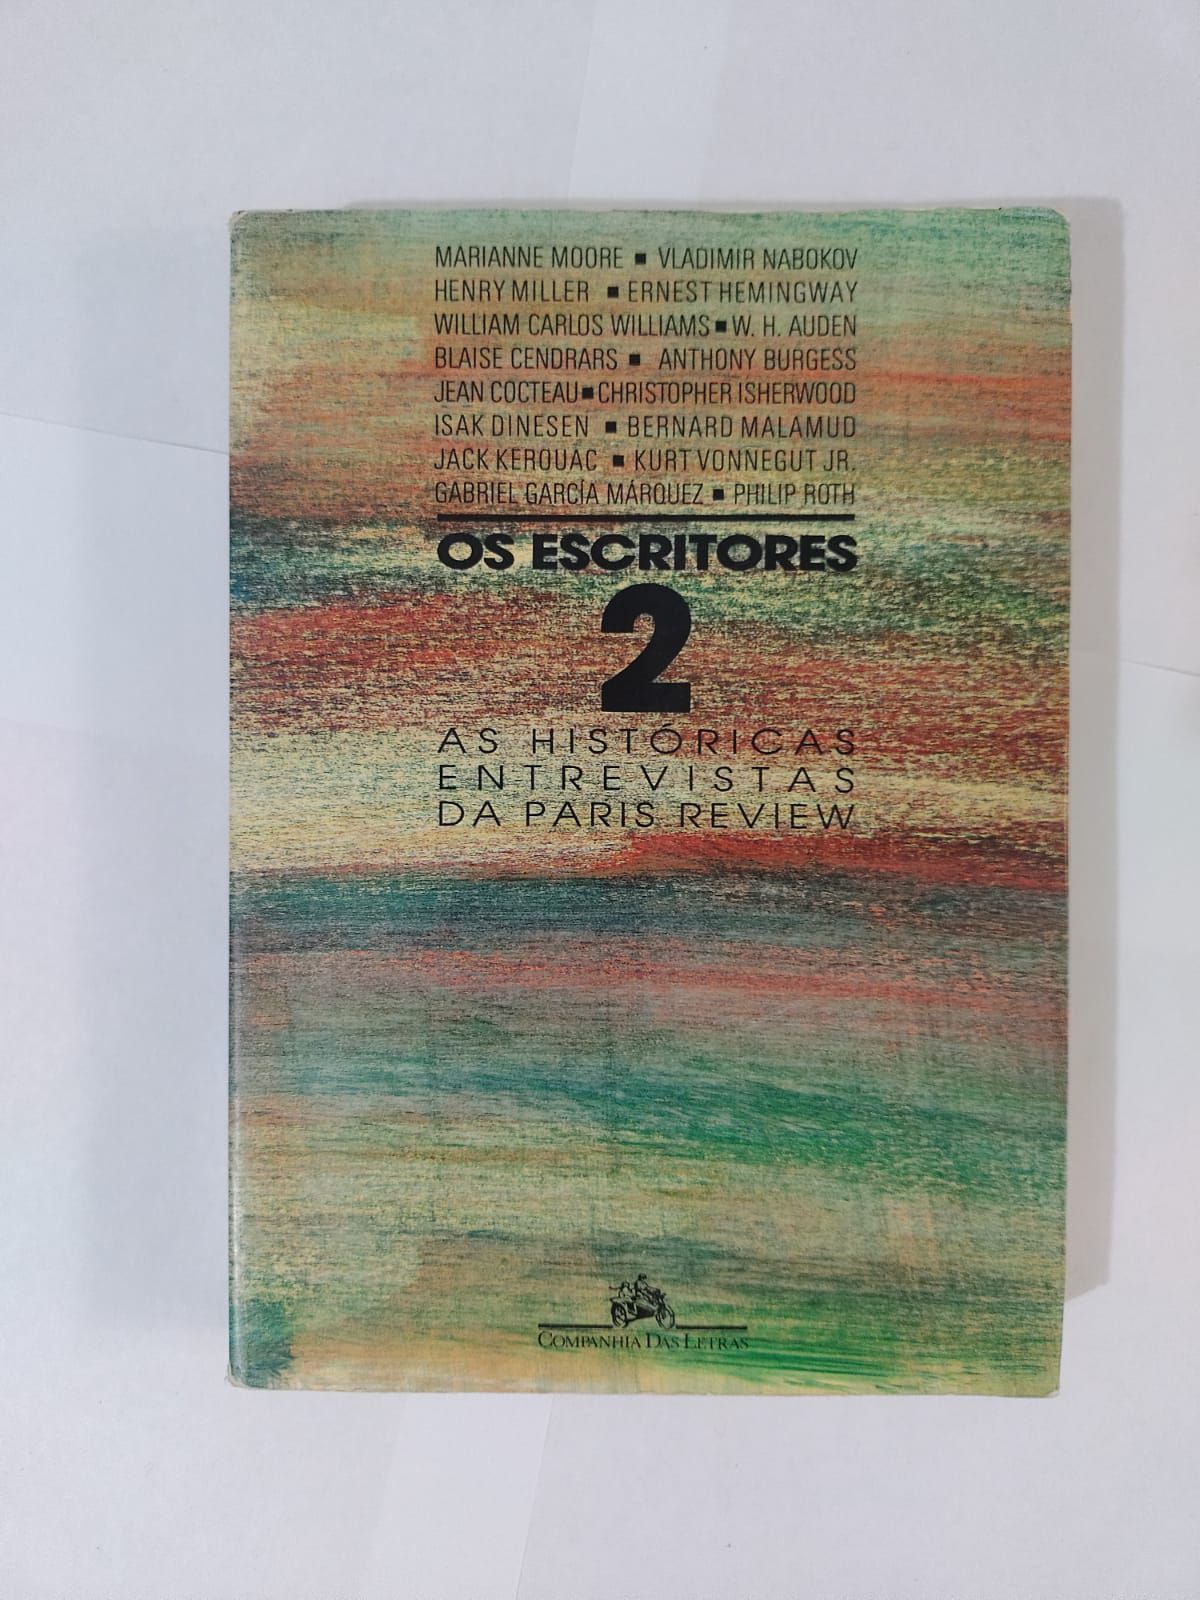 MARIANNE MOORE ■ VLADIMIR NABOKOV
HENRY MILLER ■ ERNEST HEMINGWAY
WILLIAM CARLOS WILLIAMS ■ W. H. AUDEN
BLAISE CENDRARS ■ ANTHONY BURGESS
JEAN COCTEAU ■ CHRISTOPHER ISHERWOOD
ISAK DINESEN ■ BERNARD MALAMUD
JACK KEROUAC ■ KURT VONNEGUT JR.
GABRIEL GARCÍA MÁRQUEZ ■ PHILIP ROTH
OS ESCRITORES
2
AS HISTÓRICAS
ENTREVISTAS
DA PARIS REVIEW
COMPANHIA DAS LETRAS